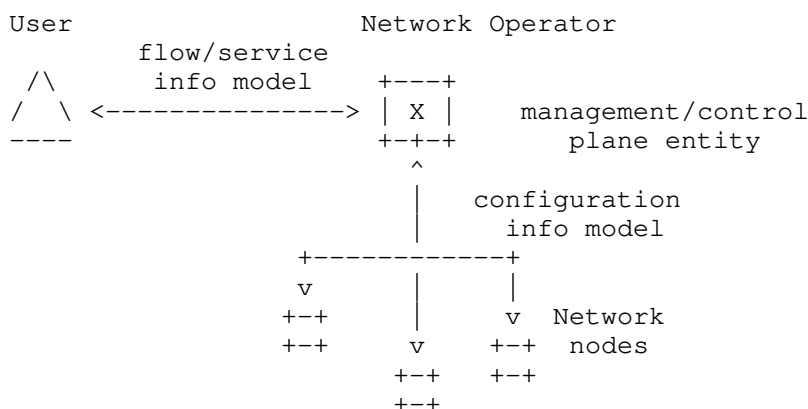 User Network Operator
flow/service
info model
X management/control
plane entity
configuration
info model
v
v Network
v nodes